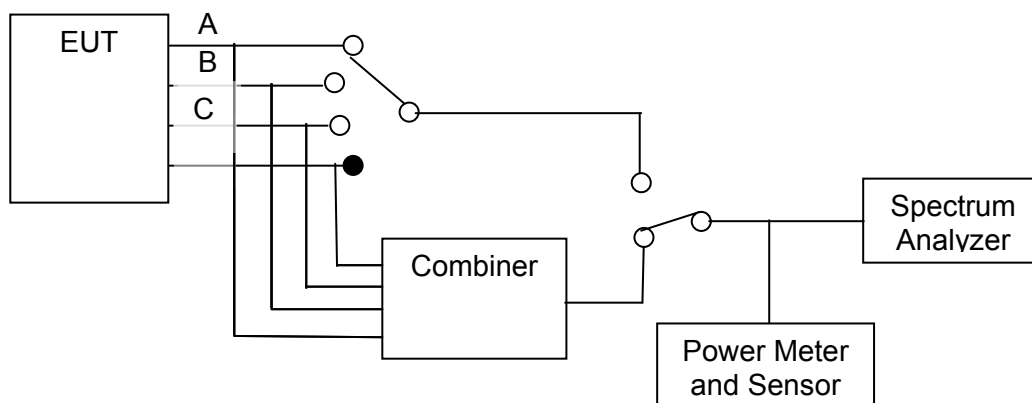 EUT
A
B
C
Combiner
Spectrum
Analyzer
Power Meter
and Sensor